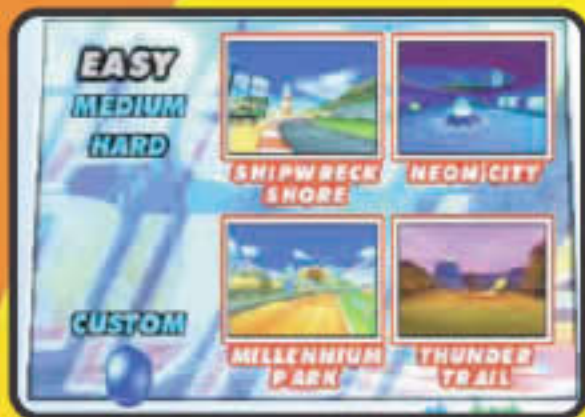 EASY
MEDIUM
HARD
CUSTOM
SHIPWRECK
SHORE
NEON CITY
MILLENNIUM
PARK
THUNDER
TRAIL